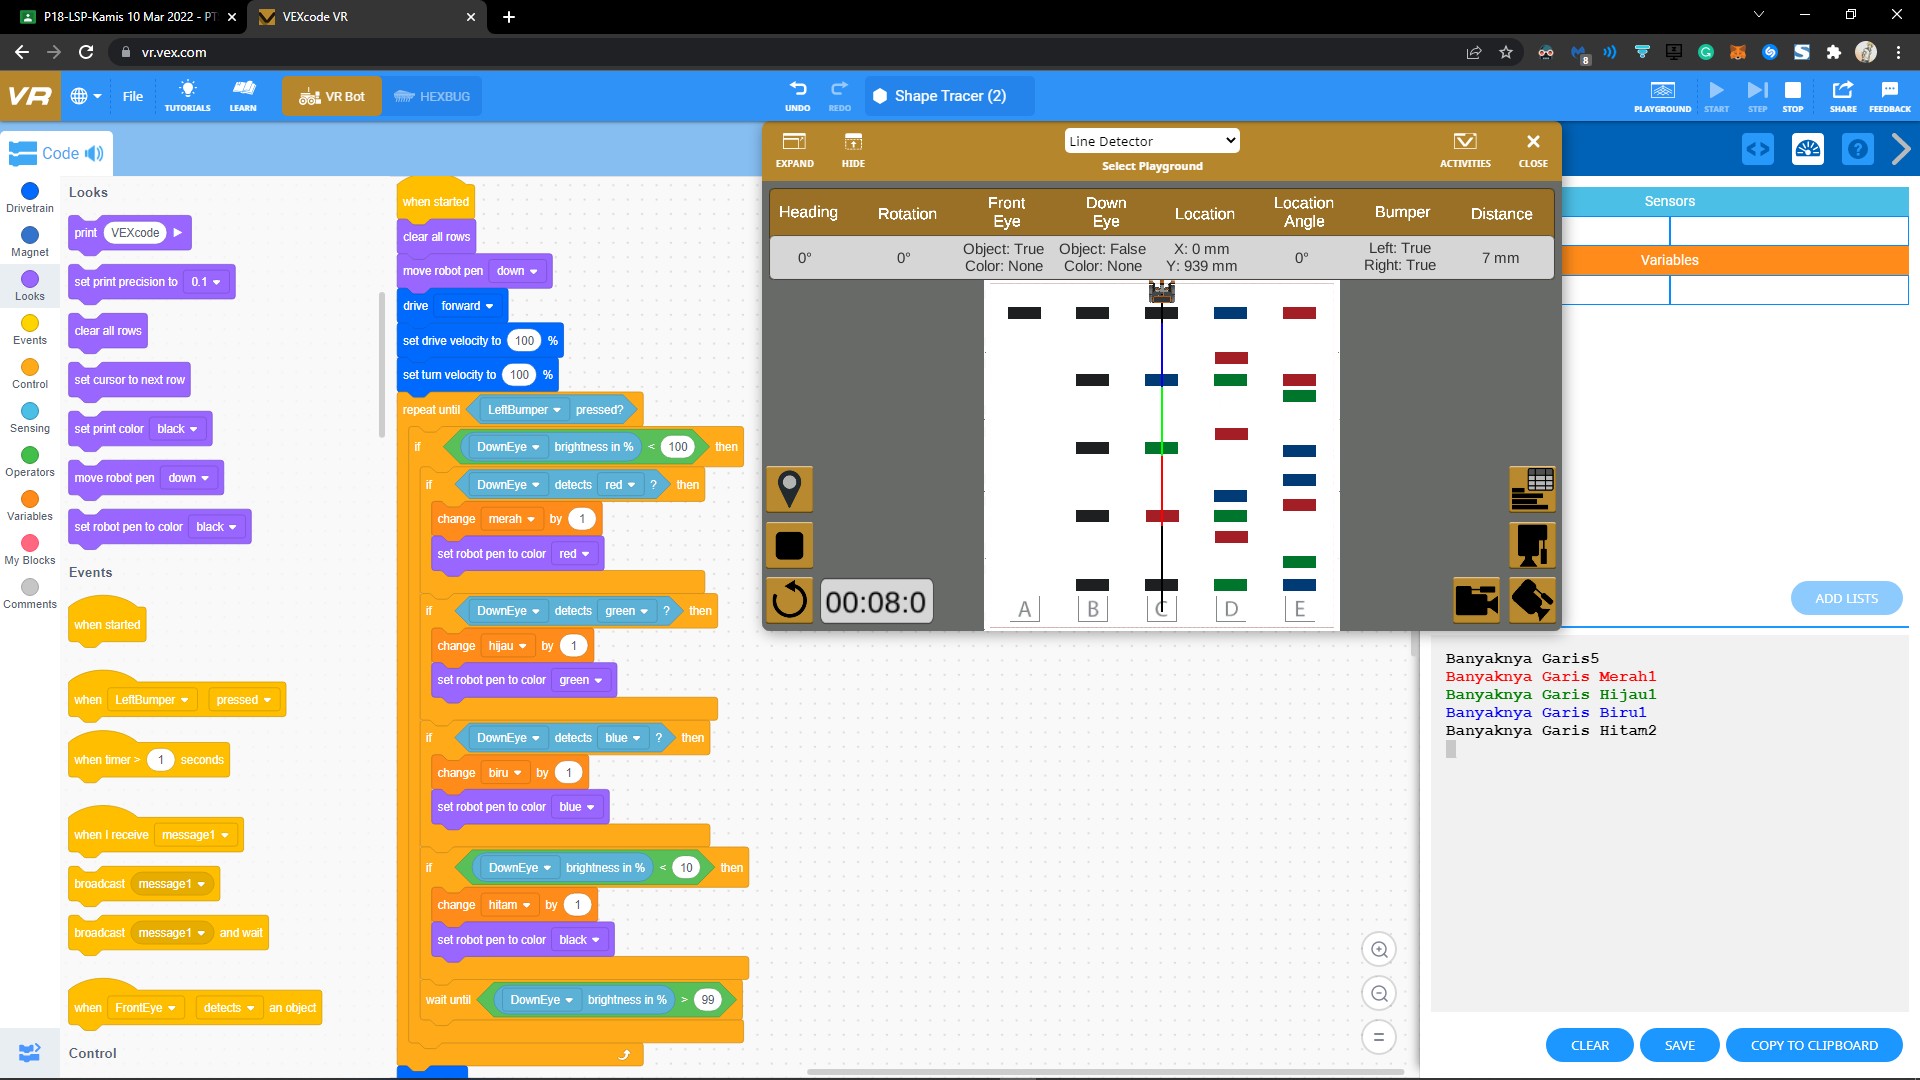 P18-LSP-Kamis 10 Mar 2022 - PT
VEXcode VR
vr.vex.com
8
VR
File
TUTORIALS
LEARN
VR Bot
HEXBUG
UNDO
REDO
Shape Tracer (2)
PLAYGROUND
START
STEP
STOP
SHARE
FEEDBACK
Code
Drivetrain
Magnet
Looks
Events
Control
Sensing
Operators
Variables
My Blocks
Comments
Looks
print VEXcode
set print precision to 0.1
clear all rows
set cursor to next row
set print color black
move robot pen down
set robot pen to color black
Events
when started
when LeftBumper pressed
when timer > 1 seconds
when I receive message1
broadcast message1
broadcast message1 and wait
when FrontEye detects an object
Control
when started
clear all rows
move robot pen down
drive forward
set drive velocity to 100 %
set turn velocity to 100 %
repeat until LeftBumper pressed?
if DownEye brightness in % < 100 then
if DownEye detects red ? then
change merah by 1
set robot pen to color red
if DownEye detects green ? then
change hijau by 1
set robot pen to color green
if DownEye detects blue ? then
change biru by 1
set robot pen to color blue
if DownEye brightness in % < 10 then
change hitam by 1
set robot pen to color black
wait until DownEye brightness in % > 99
EXPAND
HIDE
Line Detector
Select Playground
ACTIVITIES
CLOSE
Heading Rotation Front Eye Down Eye Location Location Angle Bumper Distance
0° 0° Object: True Object: False X: 0 mm 0° Left: True 7 mm
Color: None Color: None Y: 939 mm Right: True
A B C D E
00:08:0
Sensors
Variables
ADD LISTS
Banyaknya Garis5
Banyaknya Garis Merah1
Banyaknya Garis Hijau1
Banyaknya Garis Biru1
Banyaknya Garis Hitam2
CLEAR
SAVE
COPY TO CLIPBOARD